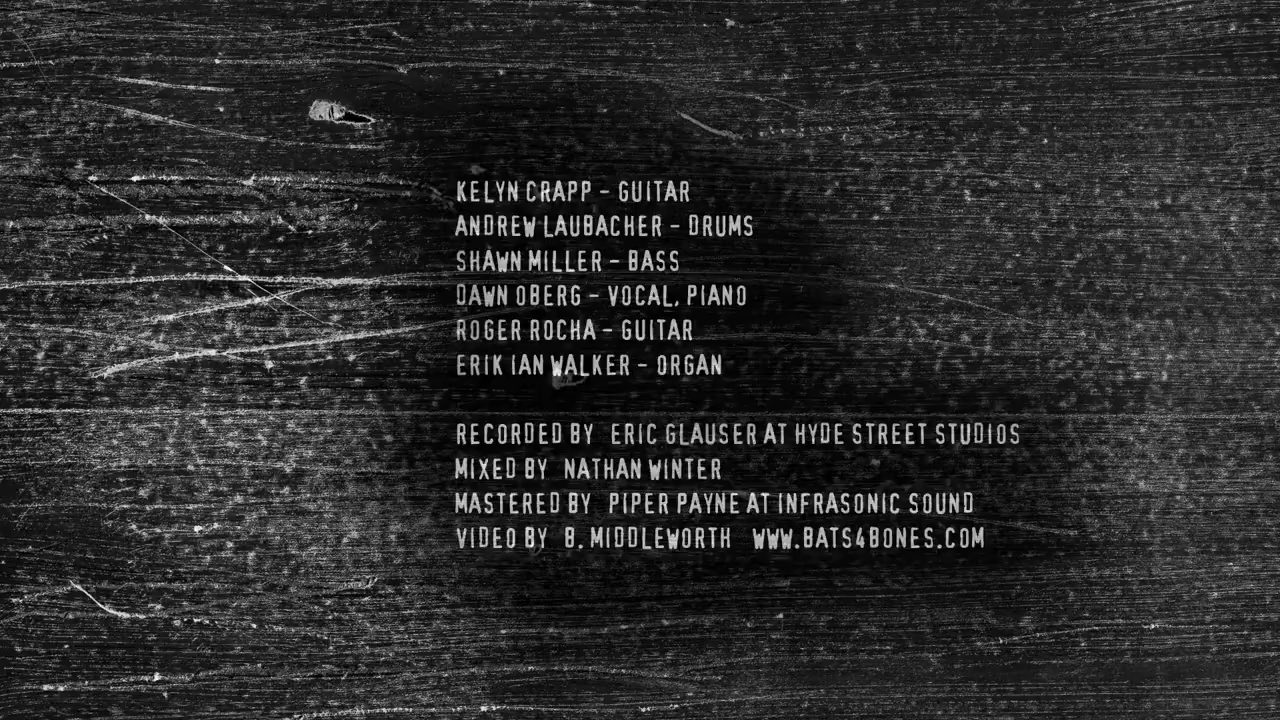 KELYN CRAPP - GUITAR
ANDREW LAUBACHER - DRUMS
SHAWN MILLER - BASS
DAWN OBERG - VOCAL, PIANO
ROGER ROCHA - GUITAR
ERIK IAN WALKER - ORGAN
RECORDED BY ERIC GLAUSER AT HYDE STREET STUDIOS
MIXED BY NATHAN WINTER
MASTERED BY PIPER PAYNE AT INFRASONIC SOUND
VIDEO BY B. MIDDLEWORTH WWW.BATS4BONES.COM